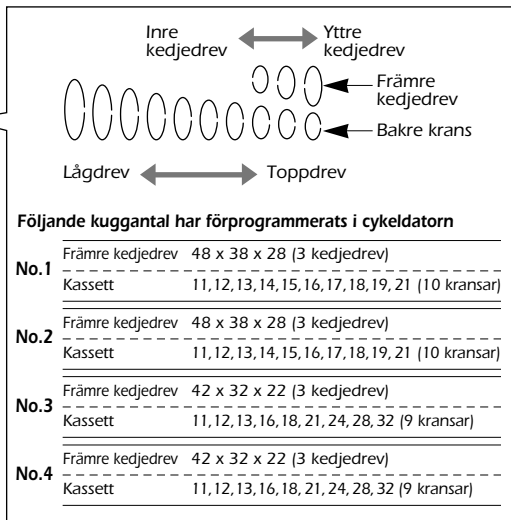 Inre kedjedrev
Yttre kedjedrev
Främre kedjedrev
Bakre krans
Lågdrev
Toppdrev
Följande kuggantal har förprogrammerats i cykeldatorn
No.1
Främre kedjedrev 48 x 38 x 28 (3 kedjedrev)
Kassett 11,12,13,14,15,16,17,18,19, 21 (10 kransar)
No.2
Främre kedjedrev 48 x 38 x 28 (3 kedjedrev)
Kassett 11,12,13,14,15,16,17,18,19, 21 (10 kransar)
No.3
Främre kedjedrev 42 x 32 x 22 (3 kedjedrev)
Kassett 11,12,13,16,18, 21, 24, 28, 32 (9 kransar)
No.4
Främre kedjedrev 42 x 32 x 22 (3 kedjedrev)
Kassett 11,12,13,16,18, 21, 24, 28, 32 (9 kransar)